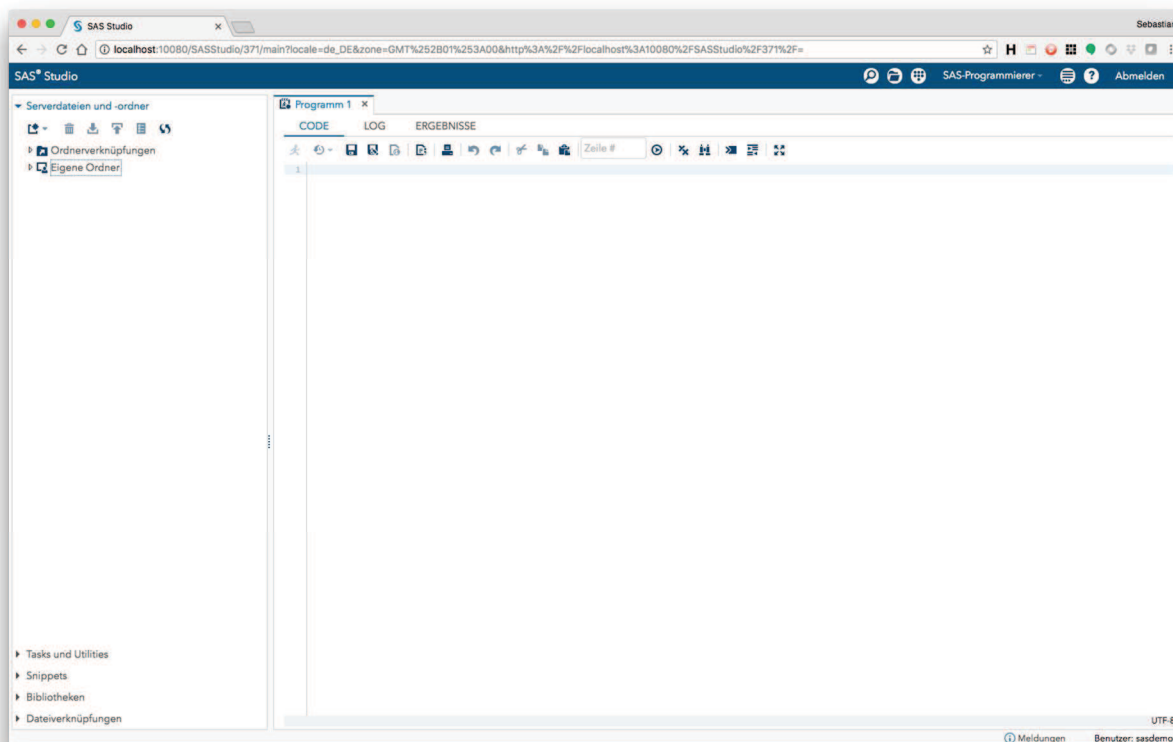 SAS Studio
Sebastian
localhost:10080/SASStudio/371/main?locale=de_DE&zone=GMT%252B01%253A00&http%3A%2F%2Flocalhost%3A10080%2FSASStudio%2F371%2F=
SAS® Studio
SAS-Programmierer
Abmelden
Serverdateien und -ordner
Ordnerverknüpfungen
Eigene Ordner
Programm 1
CODE LOG ERGEBNISSE
Zeile #
1
Tasks und Utilities
Snippets
Bibliotheken
Dateiverknüpfungen
UTF-8
Meldungen Benutzer: sasdemo